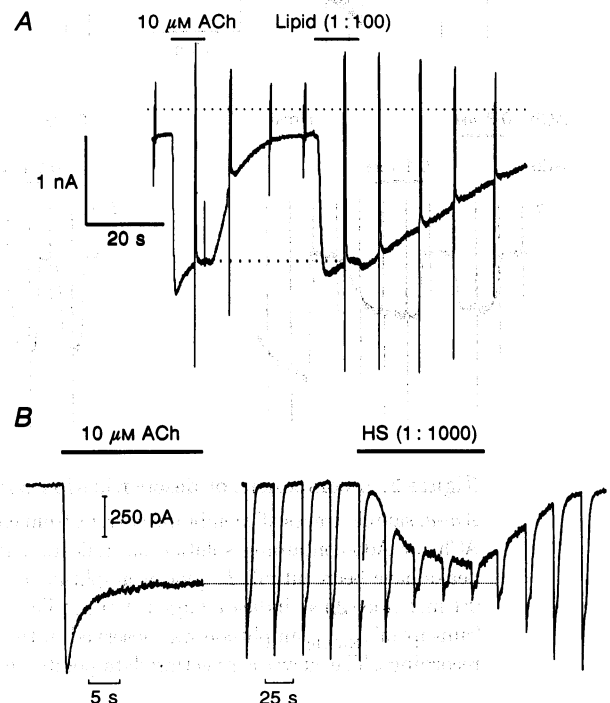 A
10 μM ACh Lipid (1 : 100)
1 nA
20 s
B
10 μM ACh HS (1 : 1000)
250 pA
5 s 25 s